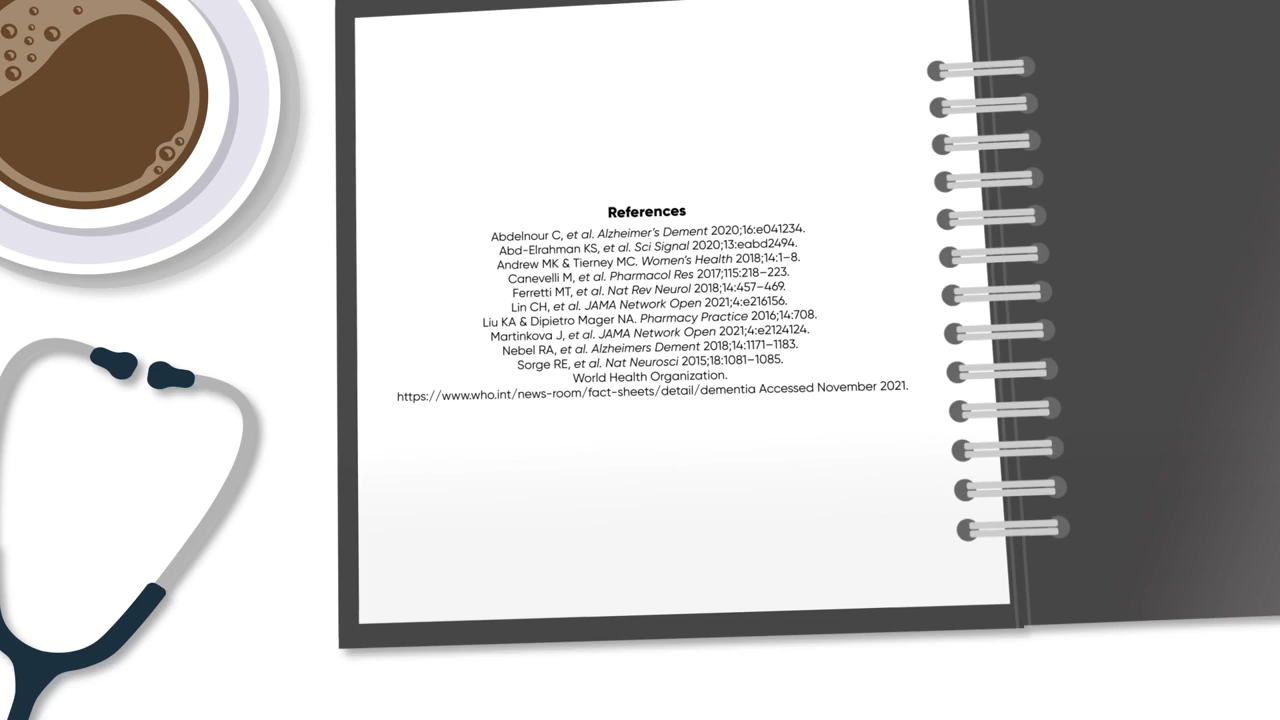 References
Abdelnour C, et al. Alzheimer's Dement 2020;16:e041234.
Abd-Elrahman KS, et al. Sci Signal 2020;13:eabd2494.
Andrew MK & Tierney MC. Women's Health 2018;14:1–8.
Canevelli M, et al. Pharmacol Res 2017;115:218–223.
Ferretti MT, et al. Nat Rev Neurol 2018;14:457–469.
Lin CH, et al. JAMA Network Open 2021;4:e216156.
Liu KA & Dipietro Mager NA. Pharmacy Practice 2016;14:708.
Martinkova J, et al. JAMA Network Open 2021;4:e2124124.
Nebel RA, et al. Alzheimers Dement 2018;14:1171–1183.
Sorge RE, et al. Nat Neurosci 2015;18:1081–1085.
World Health Organization.
https://www.who.int/news-room/fact-sheets/detail/dementia Accessed November 2021.